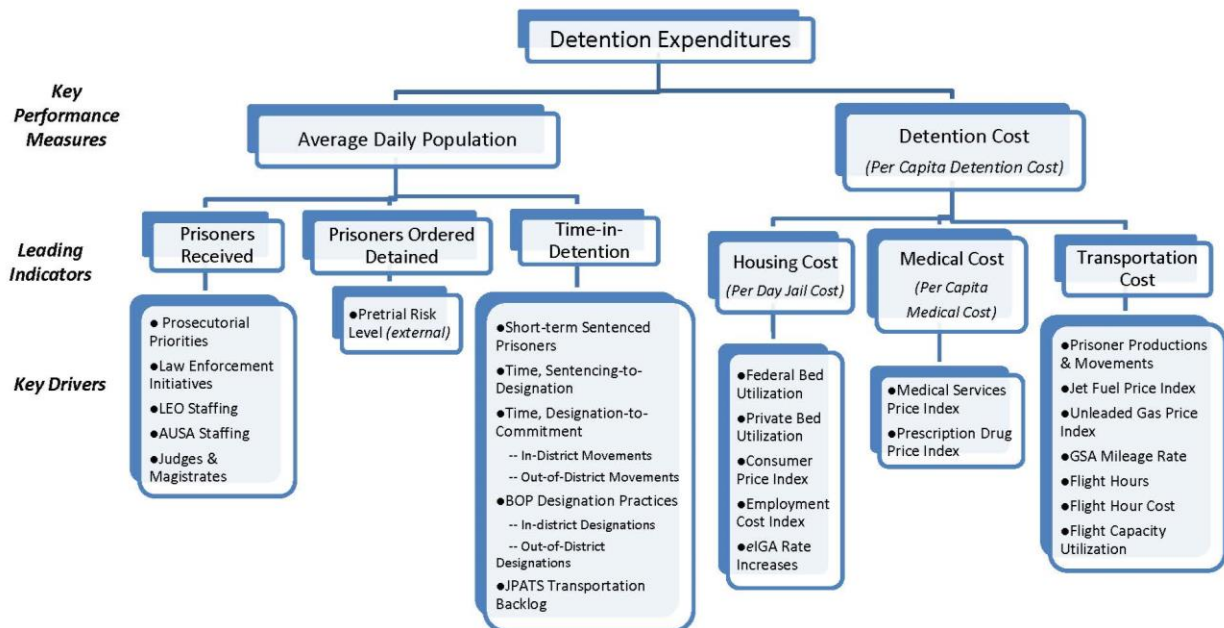 Detention Expenditures
Key
Performance
Measures
Average Daily Population
Detention Cost
(Per Capita Detention Cost)
Leading
Indicators
Prisoners
Received
Prisoners Ordered
Detained
Time-in-
Detention
Housing Cost
(Per Day Jail Cost)
Medical Cost
(Per Capita
Medical Cost)
Transportation
Cost
Key Drivers
● Prosecutorial
Priorities
●Law Enforcement
Initiatives
●LEO Staffing
●AUSA Staffing
●Judges &
Magistrates
●Pretrial Risk
Level (external)
●Short-term Sentenced
Prisoners
●Time, Sentencing-to-
Designation
●Time, Designation-to-
Commitment
-- In-District Movements
-- Out-of-District Movements
●BOP Designation Practices
-- In-district Designations
-- Out-of-District
Designations
●JPATS Transportation
Backlog
●Federal Bed
Utilization
●Private Bed
Utilization
●Consumer
Price Index
●Employment
Cost Index
●eIGA Rate
Increases
●Medical Services
Price Index
●Prescription Drug
Price Index
●Prisoner Productions
& Movements
●Jet Fuel Price Index
●Unleaded Gas Price
Index
●GSA Mileage Rate
●Flight Hours
●Flight Hour Cost
●Flight Capacity
Utilization